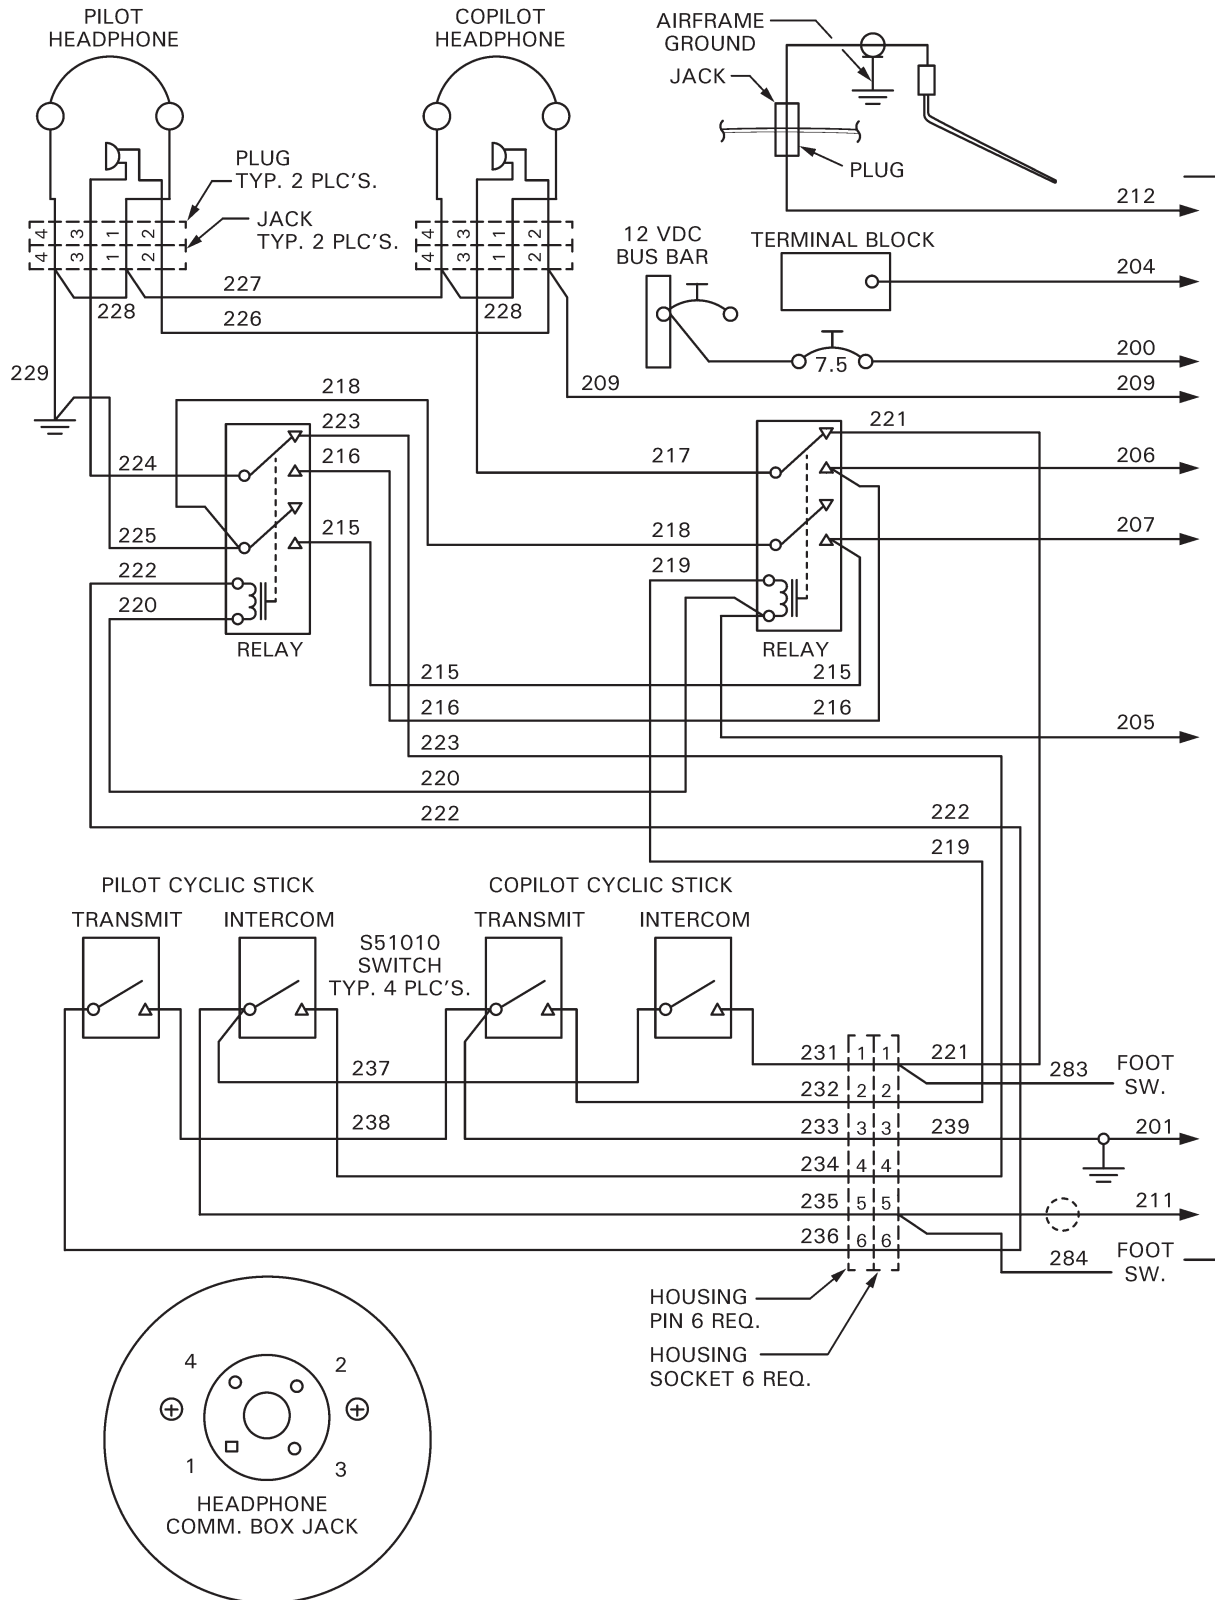 PILOT
HEADPHONE
COPILOT
HEADPHONE
AIRFRAME
GROUND
JACK
PLUG
212
PLUG
TYP. 2 PLC'S.
JACK
TYP. 2 PLC'S.
4 3 1 2
4 3 1 2
4 3 1 2
4 3 1 2
12 VDC
BUS BAR
TERMINAL BLOCK
204
227
228
226
228
200
7.5
229
209
209
218
223
216
224
215
225
222
220
RELAY
221
217
206
218
207
219
RELAY
215
215
216
216
205
223
220
222
222
219
PILOT CYCLIC STICK
COPILOT CYCLIC STICK
TRANSMIT
INTERCOM
S51010
SWITCH
TYP. 4 PLC'S.
TRANSMIT
INTERCOM
231 1 1 221
283
FOOT
SW.
237
232 2 2
238
233 3 3 239
201
234 4 4
235 5 5
211
236 6 6
284
FOOT
SW.
HOUSING
PIN 6 REQ.
HOUSING
SOCKET 6 REQ.
4
2
1
3
HEADPHONE
COMM. BOX JACK